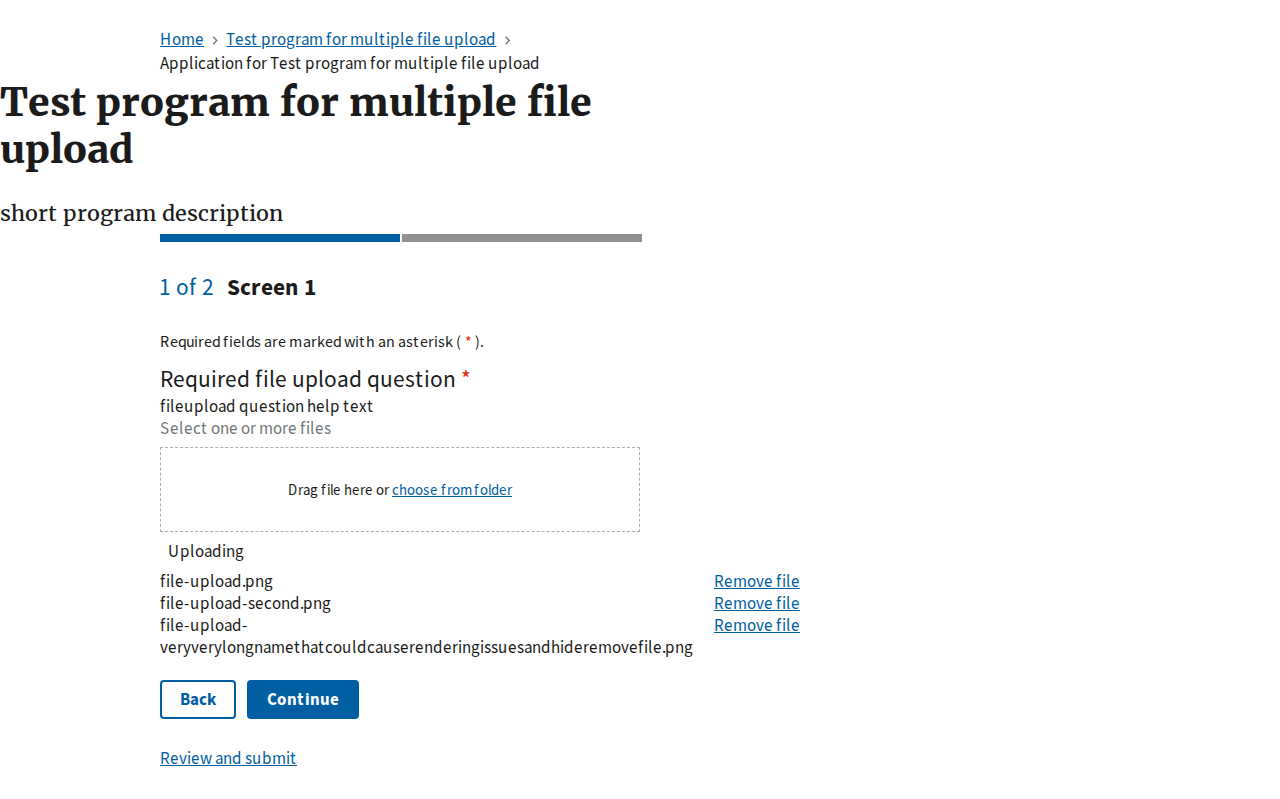 Home > Test program for multiple file upload >
Application for Test program for multiple file upload
Test program for multiple file
upload
short program description
1 of 2 Screen 1
Required fields are marked with an asterisk ( * ).
Required file upload question *
fileupload question help text
Select one or more files
Drag file here or choose from folder
Uploading
file-upload.png Remove file
file-upload-second.png Remove file
file-upload- Remove file
veryverylongnamethatcouldcauserenderingissuesandhideremovefile.png
Back Continue
Review and submit